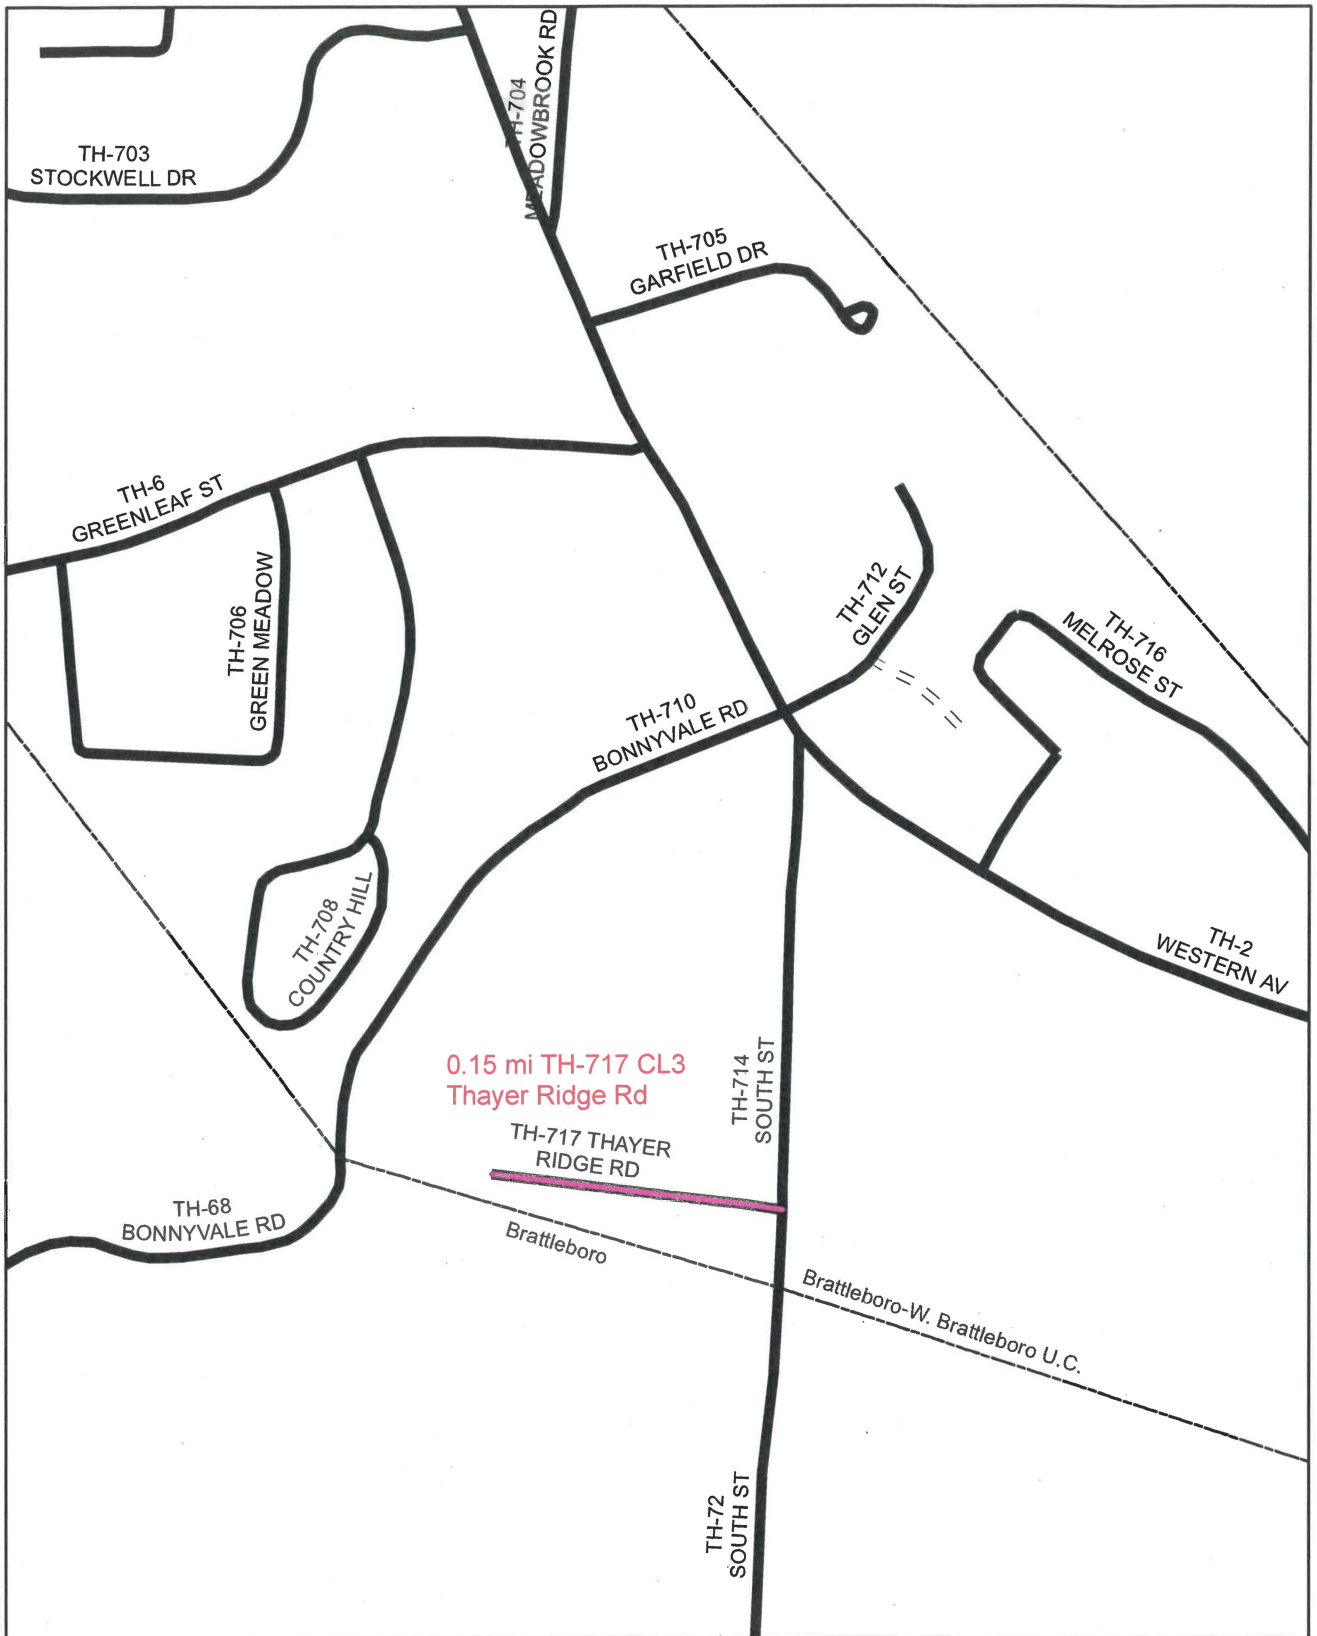 TH-704
MEADOWBROOK RD
TH-703
STOCKWELL DR
TH-705
GARFIELD DR
TH-6
GREENLEAF ST
TH-706
GREEN MEADOW
TH-712
GLEN ST
TH-716
MELROSE ST
TH-710
BONNYVALE RD
TH-708
COUNTRY HILL
TH-2
WESTERN AV
0.15 mi TH-717 CL3
Thayer Ridge Rd
TH-714
SOUTH ST
TH-717 THAYER
RIDGE RD
TH-68
BONNYVALE RD
Brattleboro
Brattleboro-W. Brattleboro U.C.
TH-72
SOUTH ST